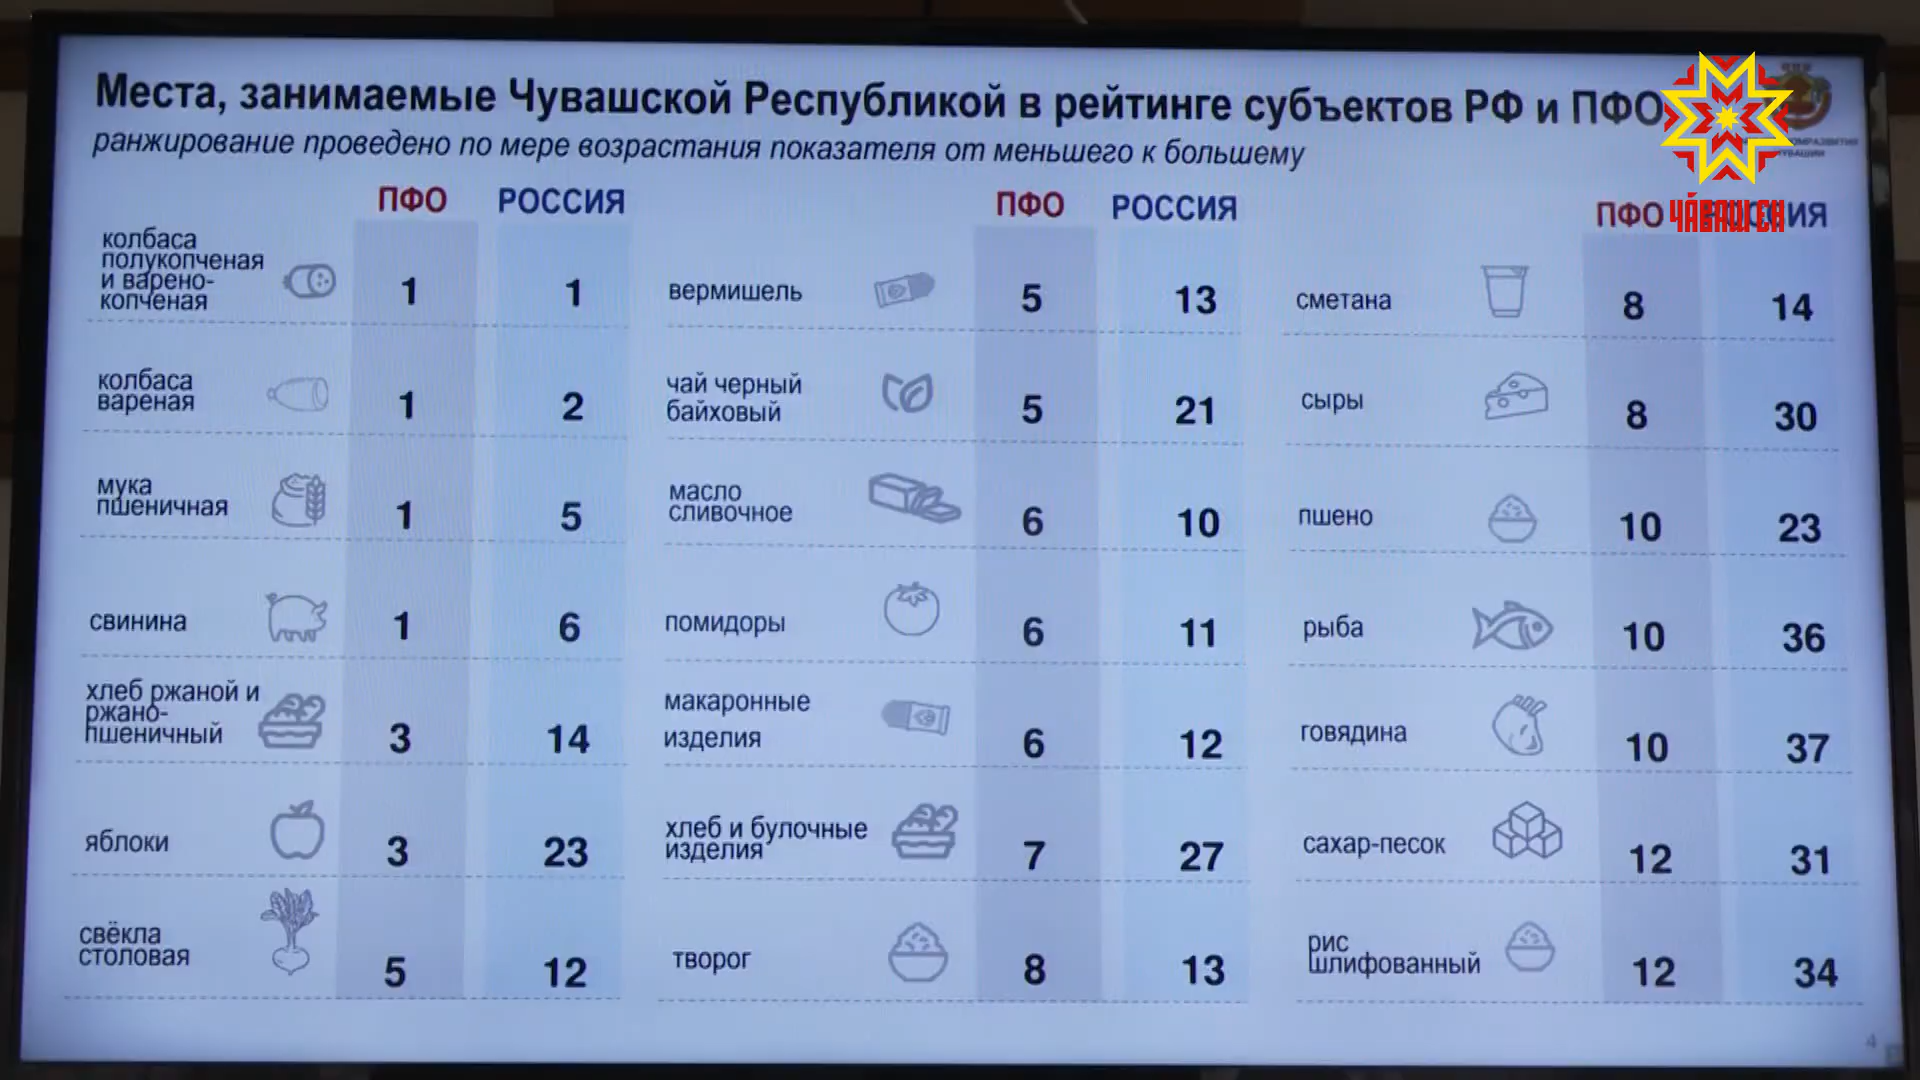 Места, занимаемые Чувашской Республикой в рейтинге субъектов РФ и ПФО
ранжирование проведено по мере возрастания показателя от меньшего к большему
ПФО РОССИЯ
колбаса
полукопченая
и варено-
копченая
1 1
колбаса
вареная
1 2
мука
пшеничная
1 5
свинина 1 6
хлеб ржаной и
ржано-
пшеничный
3 14
яблоки 3 23
свёкла
столовая
5 12
ПФО РОССИЯ
вермишель 5 13
чай черный
байховый
5 21
масло
сливочное
6 10
помидоры 6 11
макаронные
изделия
6 12
хлеб и булочные
изделия
7 27
творог 8 13
ПФО
ЧӐВАШ ЕН
сметана 8 14
сыры 8 30
пшено 10 23
рыба 10 36
говядина 10 37
сахар-песок 12 31
рис
шлифованный
12 34
4